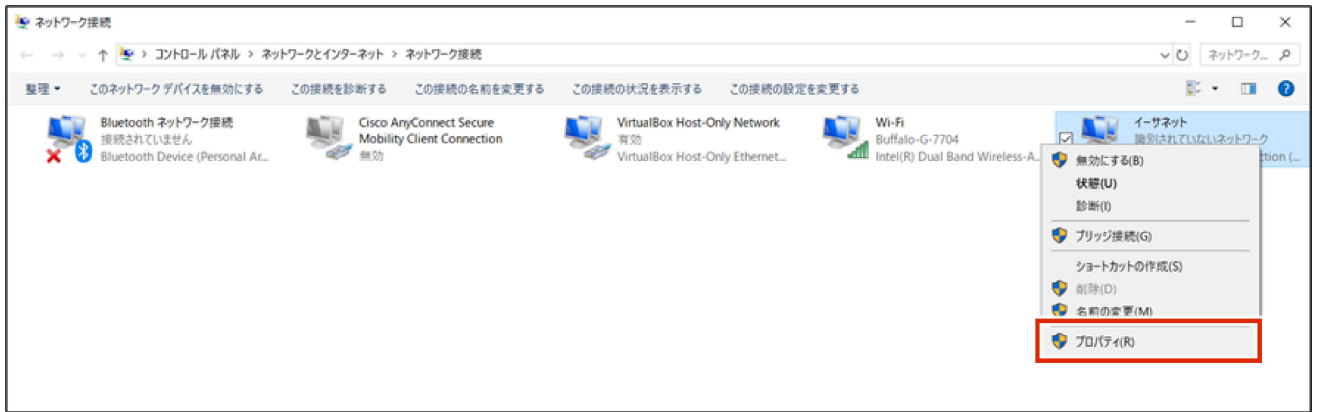 ネットワーク接続
コントロール パネル > ネットワークとインターネット > ネットワーク接続
ネットワーク...
整理
このネットワーク デバイスを無効にする
この接続を診断する
この接続の名前を変更する
この接続の状況を表示する
この接続の設定を変更する
Bluetooth ネットワーク接続
接続されていません
Bluetooth Device (Personal Ar...
Cisco AnyConnect Secure
Mobility Client Connection
無効
VirtualBox Host-Only Network
有効
VirtualBox Host-Only Ethernet...
Wi-Fi
Buffalo-G-7704
Intel(R) Dual Band Wireless-A...
イーサネット
識別されていないネットワーク
ction (...
無効にする(B)
状態(U)
診断(I)
ブリッジ接続(G)
ショートカットの作成(S)
削除(D)
名前の変更(M)
プロパティ(R)